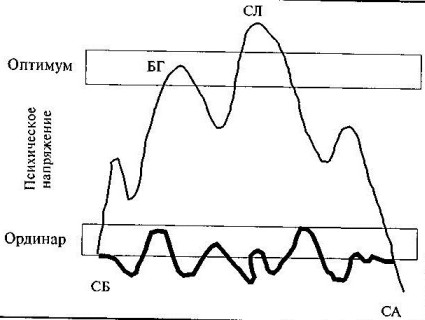 СЛ
Оптимум
БГ
Психическое
напряжение
Ординар
СБ
СА